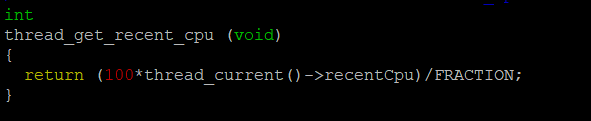 int
thread_get_recent_cpu (void)
{
  return (100*thread_current()->recentCpu)/FRACTION;
}